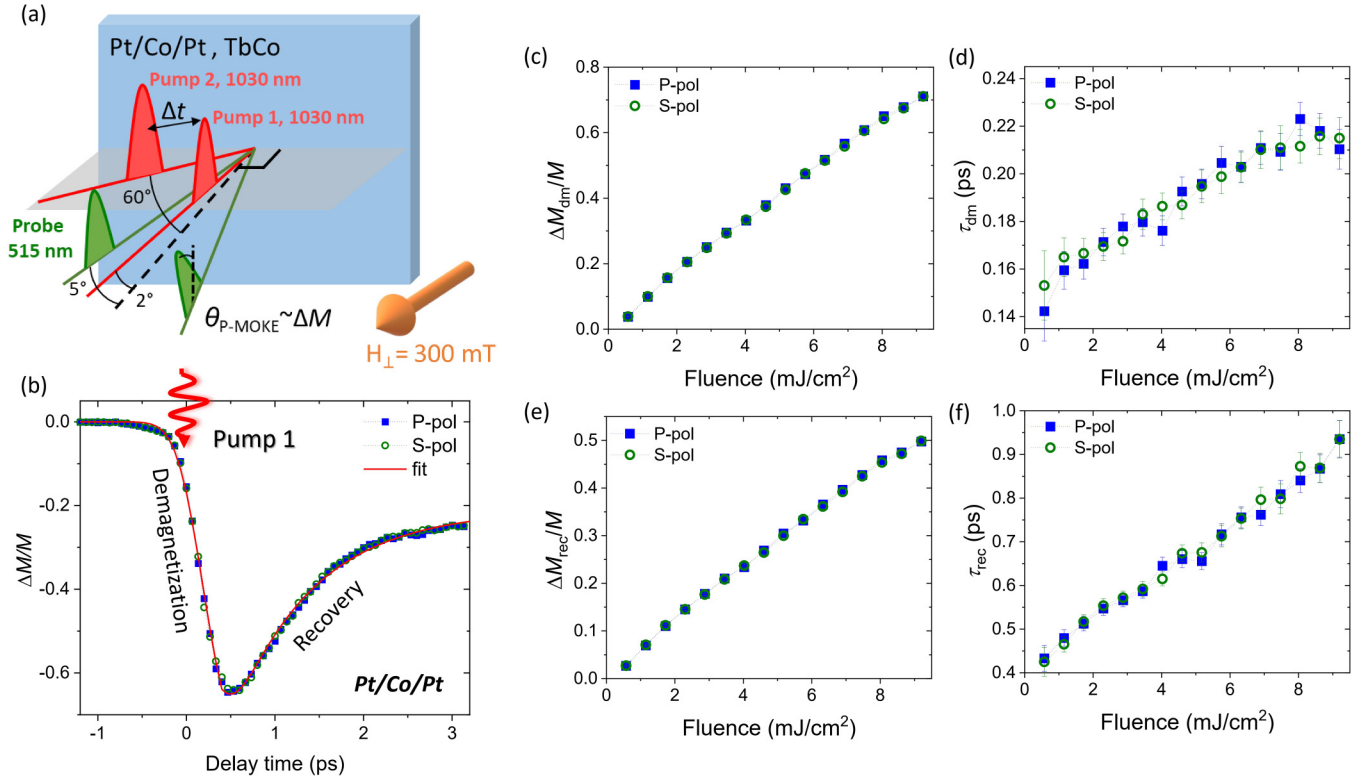 (a)
Pt/Co/Pt , TbCo
Pump 2, 1030 nm
Δt
Pump 1, 1030 nm
60°
Probe
515 nm
5°
2°
θP-MOKE~ΔM
H⊥= 300 mT
(b)
P-pol
S-pol
fit
Pump 1
Demagnetization
Recovery
Pt/Co/Pt
ΔM/M
0.0
-0.2
-0.4
-0.6
-1
0
1
2
3
Delay time (ps)
(c)
P-pol
S-pol
ΔMdm/M
0.8
0.6
0.4
0.2
0.0
0
2
4
6
8
Fluence (mJ/cm²)
(d)
P-pol
S-pol
τdm (ps)
0.24
0.22
0.20
0.18
0.16
0.14
0
2
4
6
8
Fluence (mJ/cm²)
(e)
P-pol
S-pol
ΔMrec/M
0.5
0.4
0.3
0.2
0.1
0.0
0
2
4
6
8
Fluence (mJ/cm²)
(f)
P-pol
S-pol
τrec (ps)
1.0
0.9
0.8
0.7
0.6
0.5
0.4
0
2
4
6
8
Fluence (mJ/cm²)